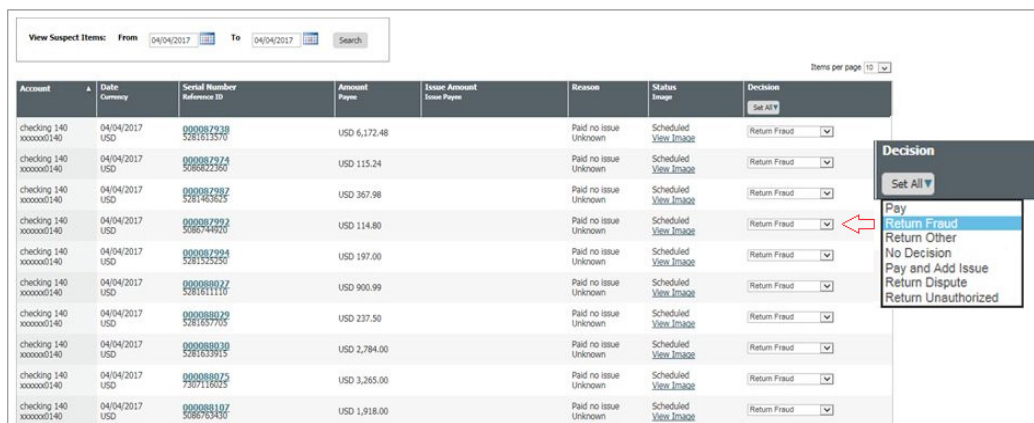 View Suspect Items: From 04/04/2017 To 04/04/2017 Search
Items per page 10
Account Date Serial Number Amount Issue Amount Reason Status Decision
Currency Reference ID Payee Issue Payee Image
Set All
checking 140 04/04/2017 000087938 USD 6,172.48 Paid no issue Scheduled Return Fraud
xxxxxx0140 USD 5281613570 Unknown View Image
checking 140 04/04/2017 000087974 USD 115.24 Paid no issue Scheduled Return Fraud
xxxxxx0140 USD 5086822360 Unknown View Image
checking 140 04/04/2017 000087987 USD 367.98 Paid no issue Scheduled Return Fraud
xxxxxx0140 USD 5281463625 Unknown View Image
checking 140 04/04/2017 000087992 USD 114.80 Paid no issue Scheduled Return Fraud
xxxxxx0140 USD 5086744920 Unknown View Image
checking 140 04/04/2017 000087994 USD 197.00 Paid no issue Scheduled Return Fraud
xxxxxx0140 USD 5281525250 Unknown View Image
checking 140 04/04/2017 000088027 USD 900.99 Paid no issue Scheduled Return Fraud
xxxxxx0140 USD 5281611110 Unknown View Image
checking 140 04/04/2017 000088029 USD 237.50 Paid no issue Scheduled Return Fraud
xxxxxx0140 USD 5281657705 Unknown View Image
checking 140 04/04/2017 000088030 USD 2,784.00 Paid no issue Scheduled Return Fraud
xxxxxx0140 USD 5281633915 Unknown View Image
checking 140 04/04/2017 000088075 USD 3,265.00 Paid no issue Scheduled Return Fraud
xxxxxx0140 USD 7307116025 Unknown View Image
checking 140 04/04/2017 000088107 USD 1,918.00 Paid no issue Scheduled Return Fraud
xxxxxx0140 USD 5086763430 Unknown View Image
Decision
Set All
Pay
Return Fraud
Return Other
No Decision
Pay and Add Issue
Return Dispute
Return Unauthorized